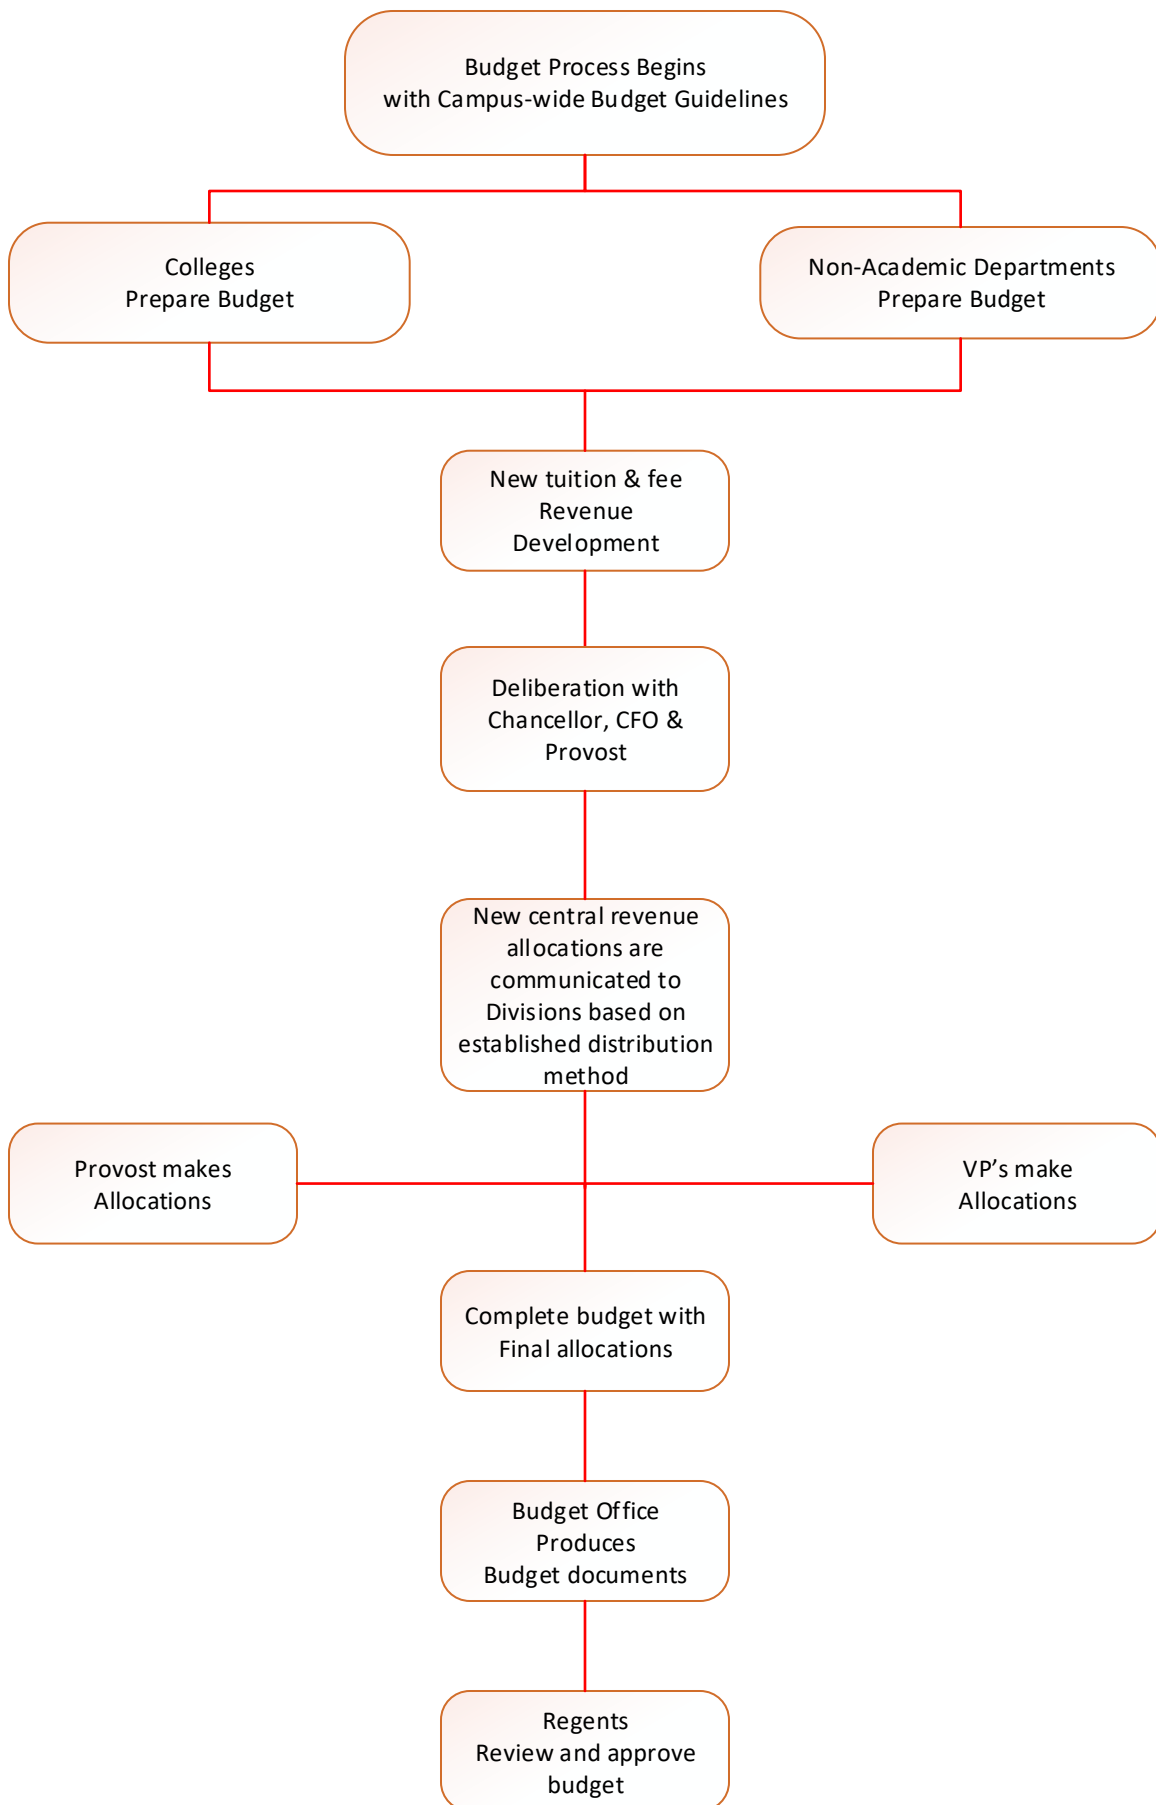 Budget Process Begins
with Campus-wide Budget Guidelines
Colleges
Prepare Budget
Non-Academic Departments
Prepare Budget
New tuition & fee
Revenue
Development
Deliberation with
Chancellor, CFO &
Provost
New central revenue
allocations are
communicated to
Divisions based on
established distribution
method
Provost makes
Allocations
VP's make
Allocations
Complete budget with
Final allocations
Budget Office
Produces
Budget documents
Regents
Review and approve
budget